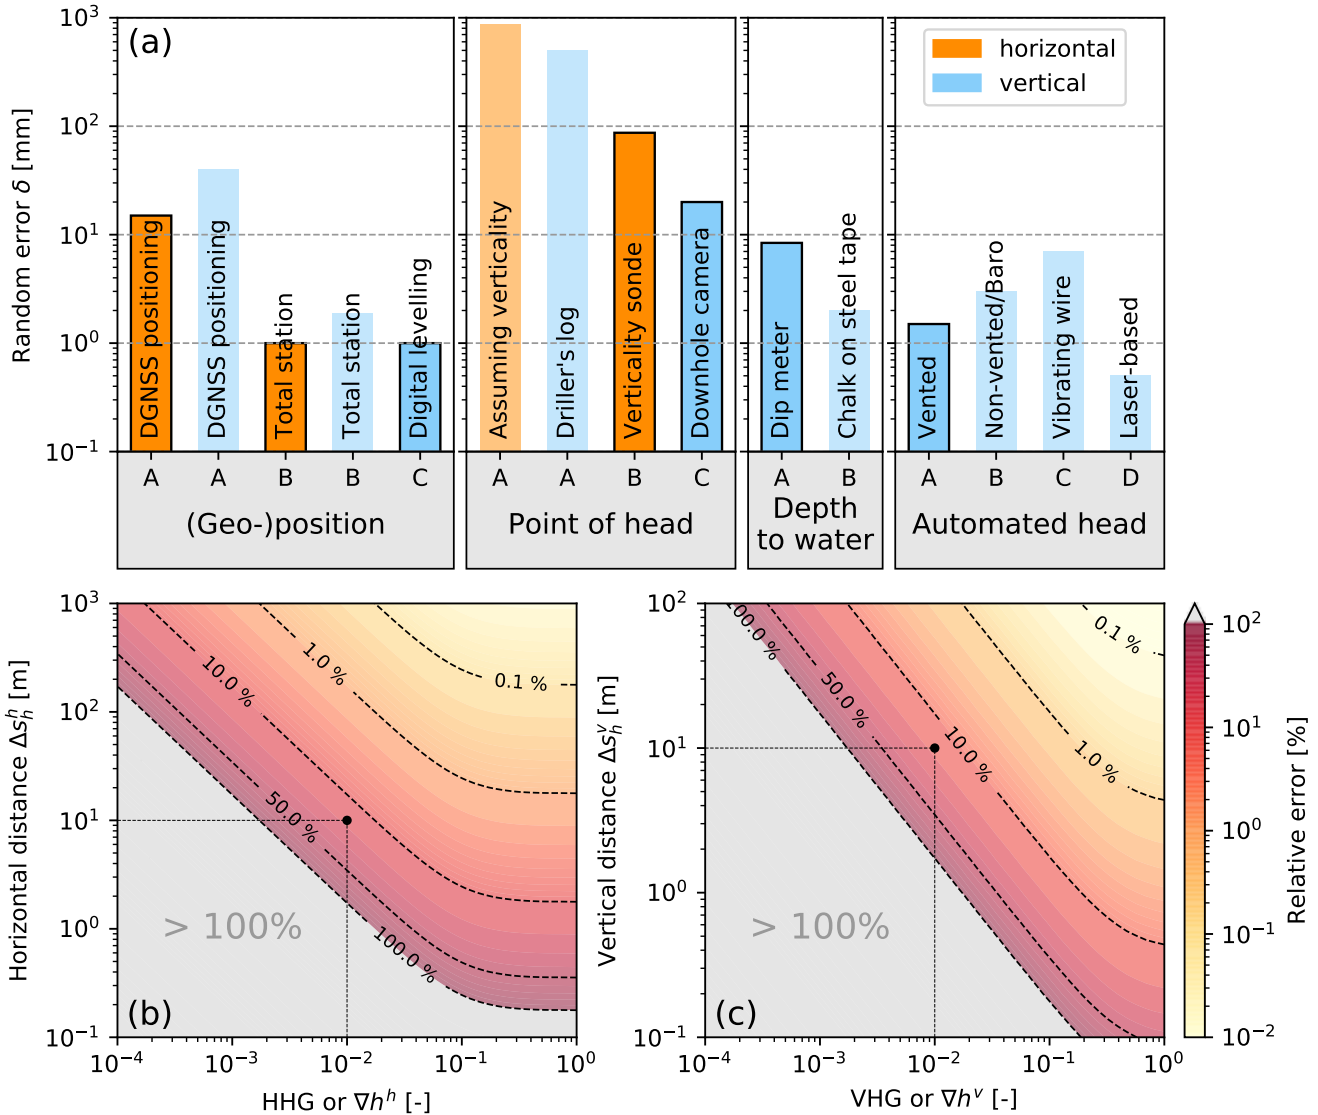 (a)
horizontal
vertical
Random error δ [mm]
10³
10²
10¹
10⁰
10⁻¹
DGNSS positioning
DGNSS positioning
Total station
Total station
Digital levelling
Assuming verticality
Driller's log
Verticality sonde
Downhole camera
Dip meter
Chalk on steel tape
Vented
Non-vented/Baro
Vibrating wire
Laser-based
A A B B C A A B C A B A B C D
(Geo-)position
Point of head
Depth
to water
Automated head
Horizontal distance Δsₕʰ [m]
10³
10²
10¹
10⁰
10⁻¹
0.1 %
1.0 %
10.0 %
50.0 %
100.0 %
> 100%
(b)
10⁻⁴ 10⁻³ 10⁻² 10⁻¹ 10⁰
HHG or ∇hʰ [-]
Vertical distance Δsₕᵛ [m]
10²
10¹
10⁰
10⁻¹
100.0 %
0.1 %
50.0 %
10.0 %
1.0 %
> 100%
(c)
10⁻⁴ 10⁻³ 10⁻² 10⁻¹ 10⁰
VHG or ∇hᵛ [-]
10²
10¹
10⁰
10⁻¹
10⁻²
Relative error [%]